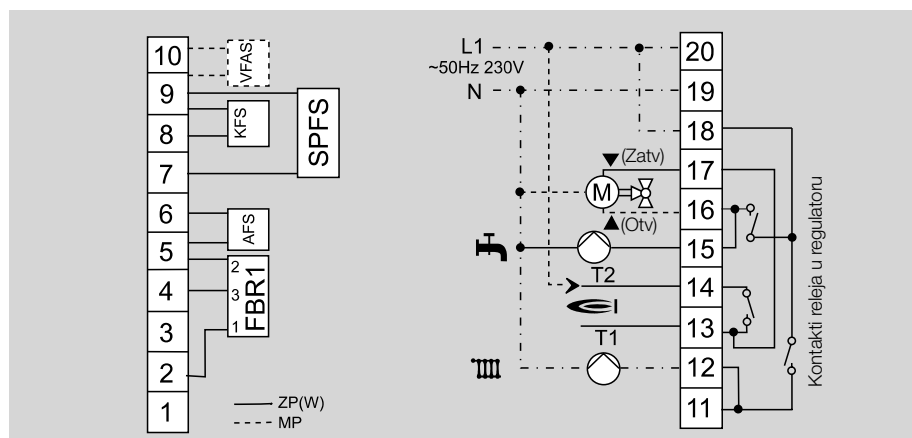 10
9
8
7
6
5
4
3
2
1
VFAS
KFS
SPFS
AFS
2
3
1
FBR1
ZP(W)
MP
L1
~50Hz 230V
N
(Zatv)
M
(Otv)
T2
T1
20
19
18
17
16
15
14
13
12
11
Kontakti releja u regulatoru